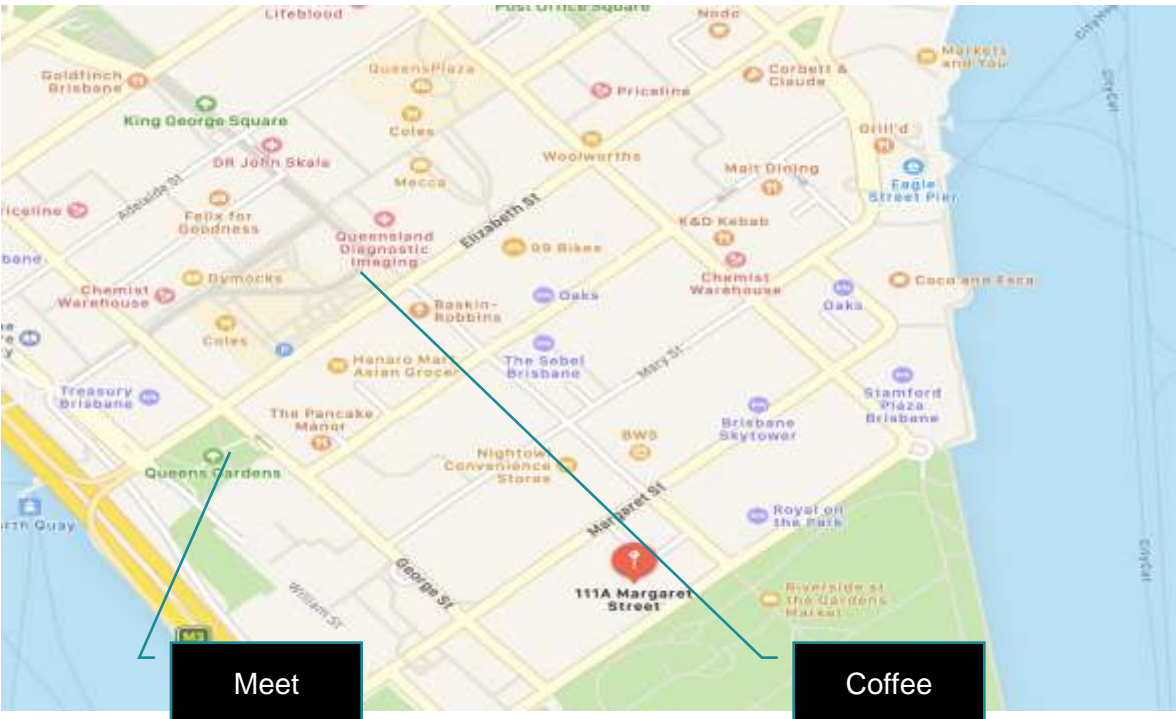 Lifeblood
Post Office Square
Nodo
CityCat
Goldfinch
Brisbane
QueensPlaza
Corbett &
Claude
Markets
and You
CityCat
Priceline
King George Square
Coles
Grill'd
DR John Skala
Woolworths
Malt Dining
Eagle
Street Pier
Mecca
Adelaide St
Felix for
Goodness
Queensland
Diagnostic
Imaging
Elizabeth St
99 Bikes
K&D Kebab
Chemist
Warehouse
Dymocks
Chemist
Warehouse
Oaks
Oaks
Baskin-
Robbins
Coles
P
Hanaro Mart
Asian Grocer
The Sebel
Brisbane
Mary St
Treasury
Brisbane
Stamford
Plaza
Brisbane
The Pancake
Manor
Brisbane
Skytower
BWS
Queens Gardens
Nightowl
Convenience
Stores
Margaret St
Royal on
the Park
George St
111A Margaret
Street
William St
Riverside at
the Gardens
Market
CityCat
M3
Meet
Coffee